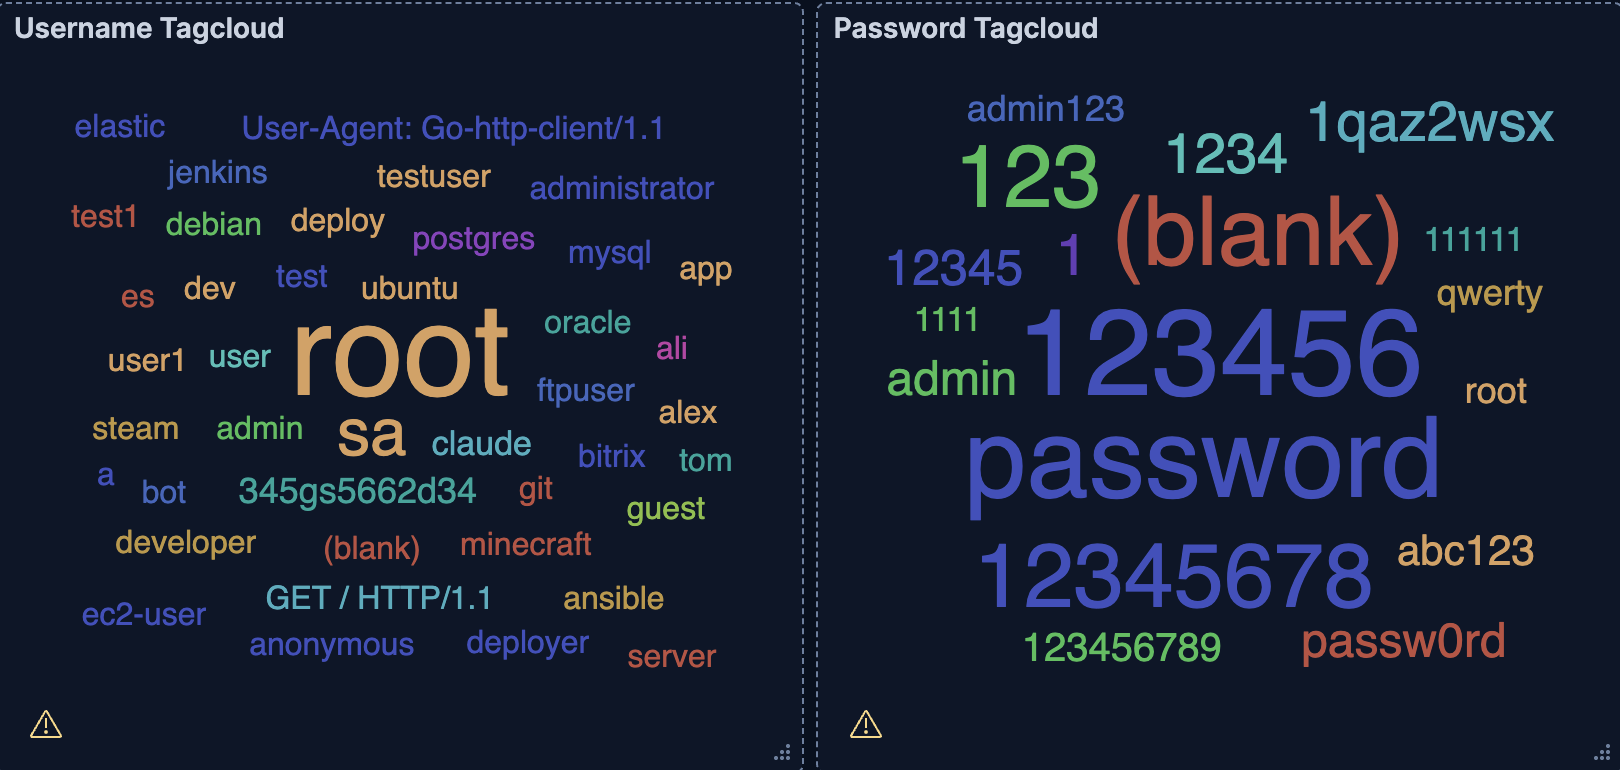 Username Tagcloud
elastic
User-Agent: Go-http-client/1.1
jenkins
testuser
administrator
test1
debian
deploy
postgres
mysql
app
es
dev
test
ubuntu
root
oracle
ali
user1
user
ftpuser
alex
steam
admin
sa
claude
bitrix
tom
a
bot
345gs5662d34
git
guest
developer
(blank)
minecraft
GET / HTTP/1.1
ansible
ec2-user
anonymous
deployer
server
Password Tagcloud
admin123
1qaz2wsx
123
1234
(blank)
111111
12345
1
qwerty
1111
123456
admin
root
password
12345678
abc123
123456789
passw0rd